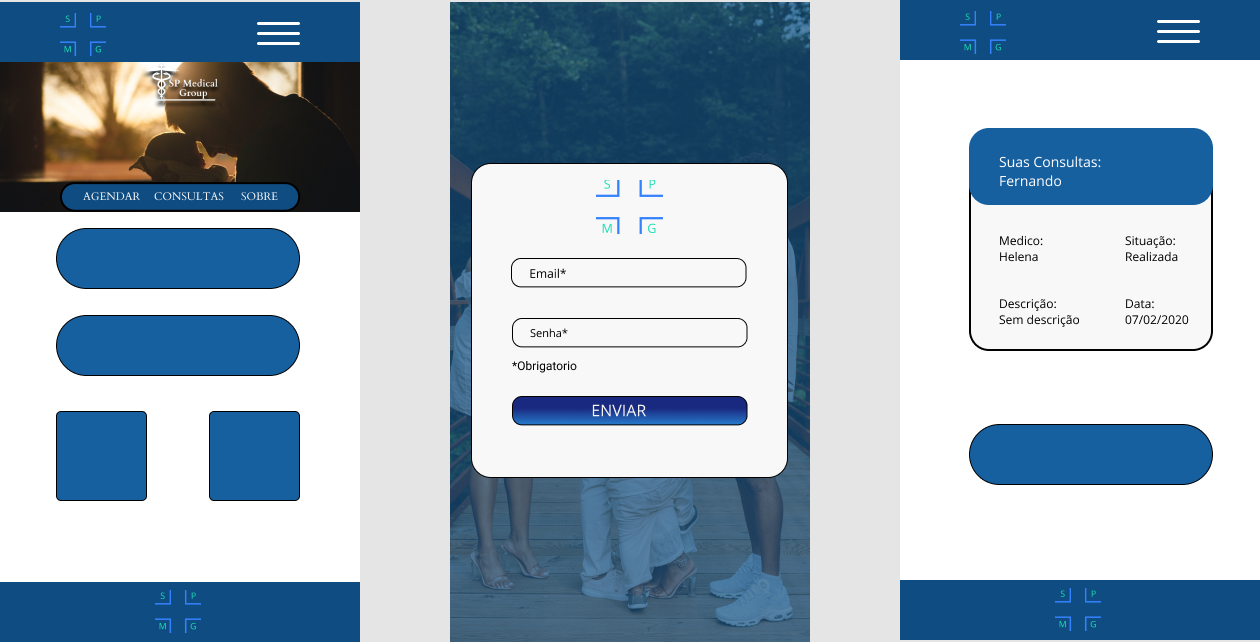 S P
M G
SP Medical
Group
AGENDAR CONSULTAS SOBRE
S P
M G
S P
M G
Email*
Senha*
*Obrigatorio
ENVIAR
S P
M G
Suas Consultas:
Fernando
Medico:
Helena
Situação:
Realizada
Descrição:
Sem descrição
Data:
07/02/2020
S P
M G